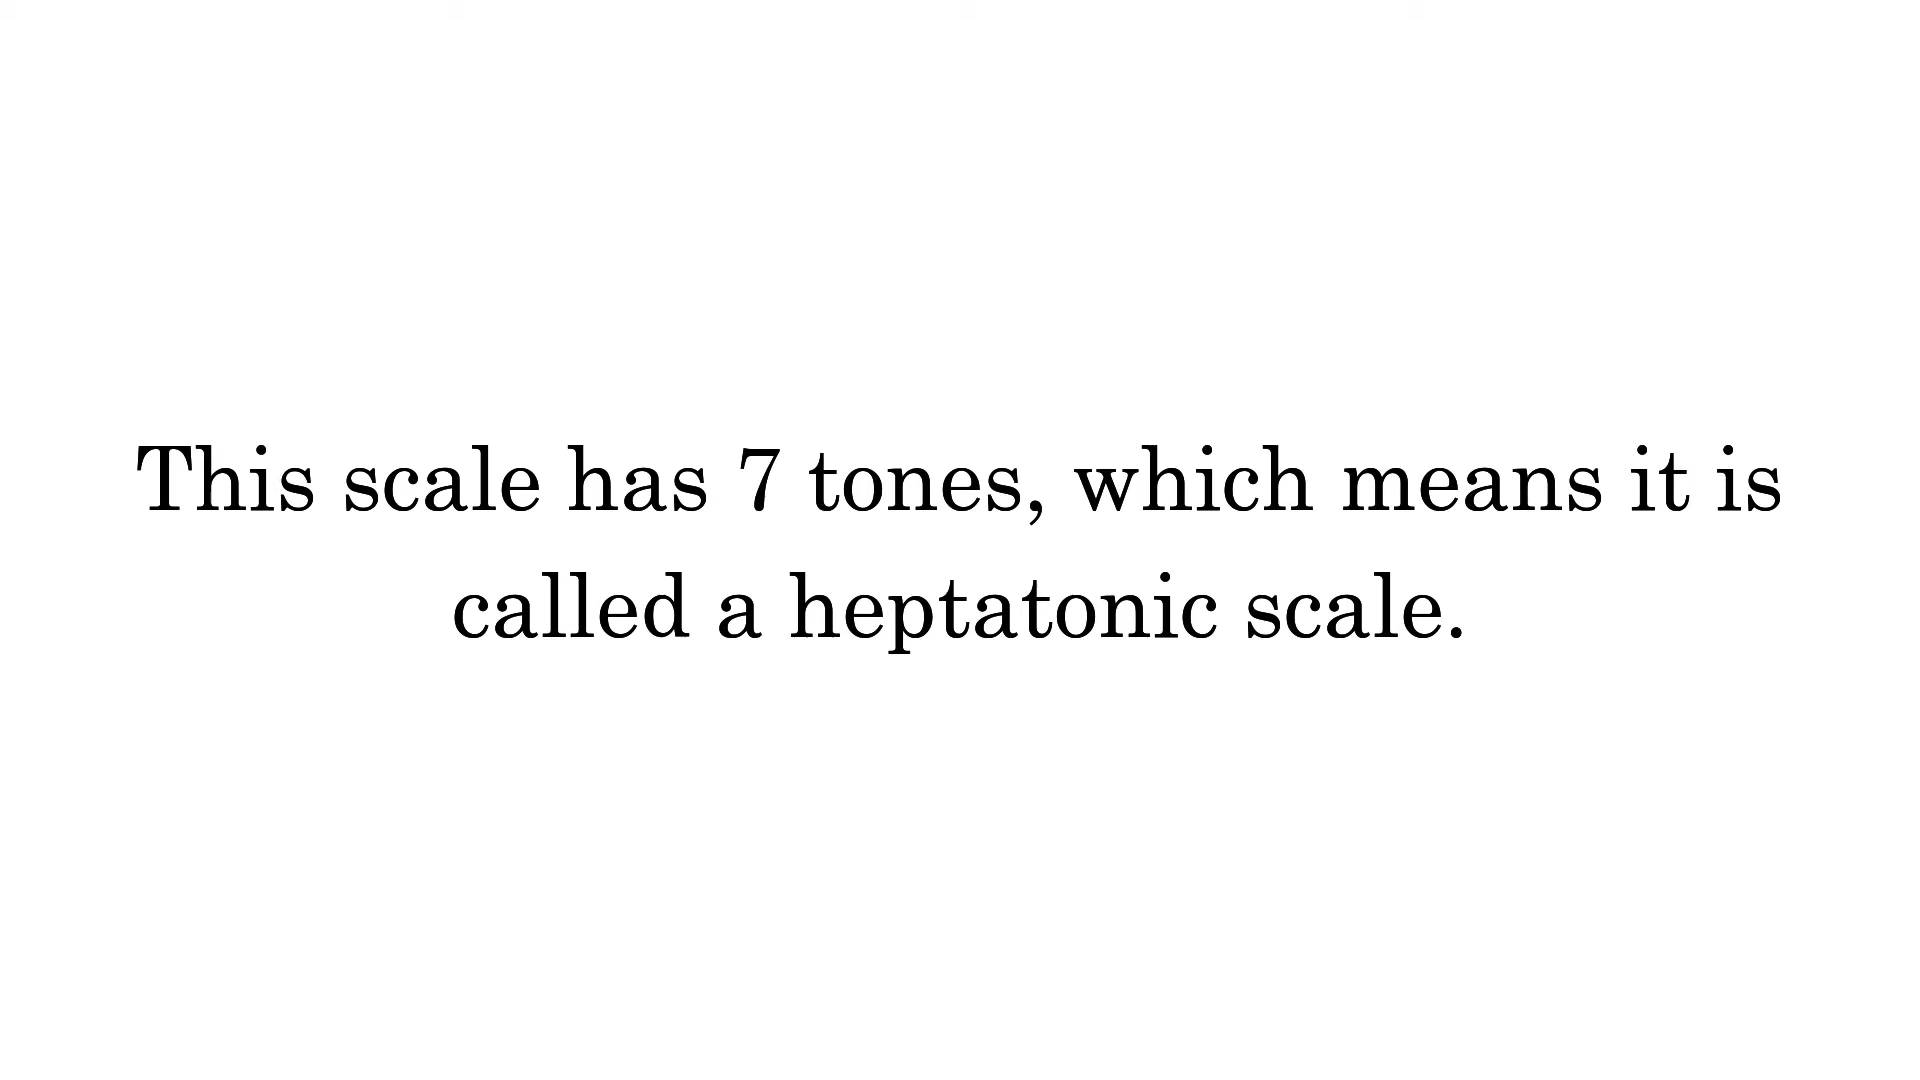 This scale has 7 tones, which means it is
called a heptatonic scale.